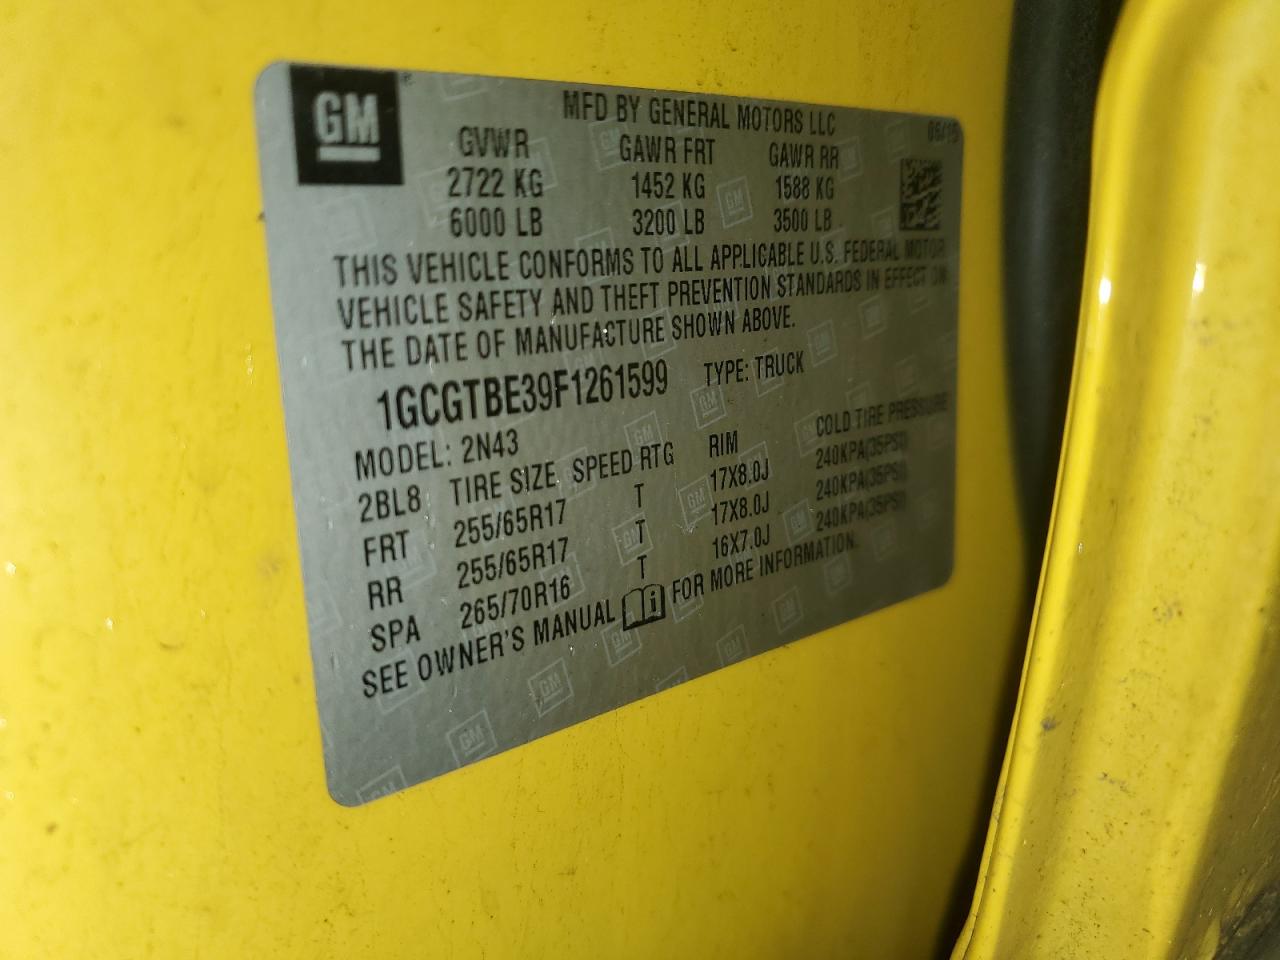 GM
MFD BY GENERAL MOTORS LLC
GVWR GAWR FRT GAWR RR
2722 KG 1452 KG 1588 KG
6000 LB 3200 LB 3500 LB
THIS VEHICLE CONFORMS TO ALL APPLICABLE U.S. FEDERAL MOTOR
VEHICLE SAFETY AND THEFT PREVENTION STANDARDS IN EFFECT ON
THE DATE OF MANUFACTURE SHOWN ABOVE.
1GCGTBE39F1261599 TYPE: TRUCK
MODEL: 2N43
2BL8 TIRE SIZE SPEED RTG RIM COLD TIRE PRESSURE
FRT 255/65R17 T 17X8.0J 240KPA(35PSI)
RR 255/65R17 T 17X8.0J 240KPA(35PSI)
SPA 265/70R16 T 16X7.0J 240KPA(35PSI)
SEE OWNER'S MANUAL FOR MORE INFORMATION.